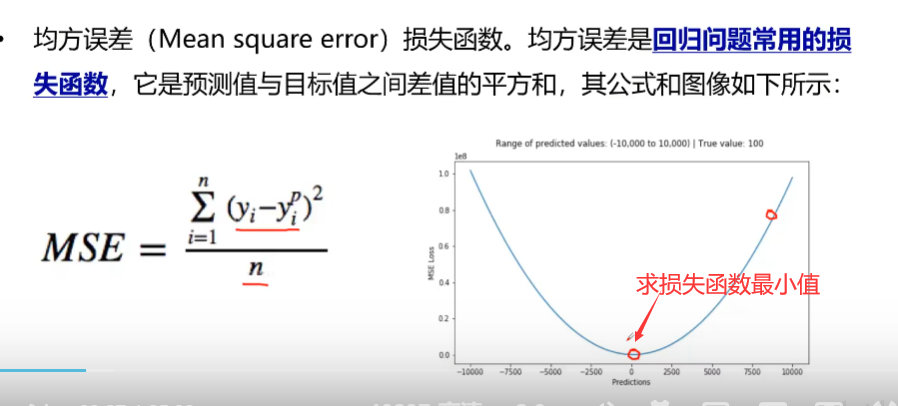 • 均方误差（Mean square error）损失函数。均方误差是回归问题常用的损
失函数，它是预测值与目标值之间差值的平方和，其公式和图像如下所示：
MSE = \frac{\sum_{i=1}^{n} (y_i - y_i^p)^2}{n}
Range of predicted values: (-10,000 to 10,000) | True value: 100
1e8
1.0
0.8
0.6
0.4
0.2
0.0
MSE Loss
求损失函数最小值
−10000 −7500 −5000 −2500 0 2500 5000 7500 10000
Predictions